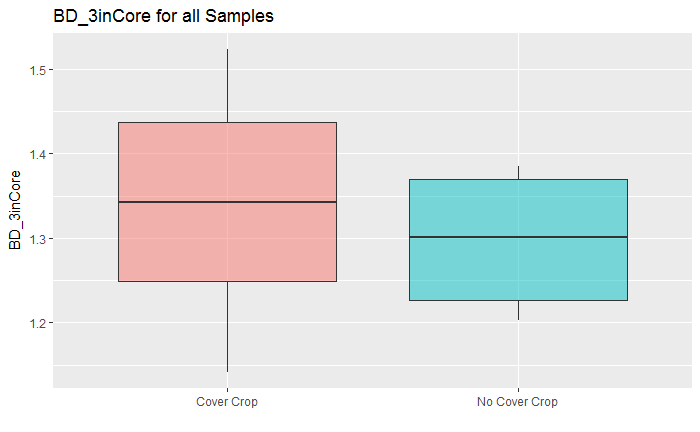 BD_3inCore for all Samples
BD_3inCore
1.5
1.4
1.3
1.2
Cover Crop
No Cover Crop